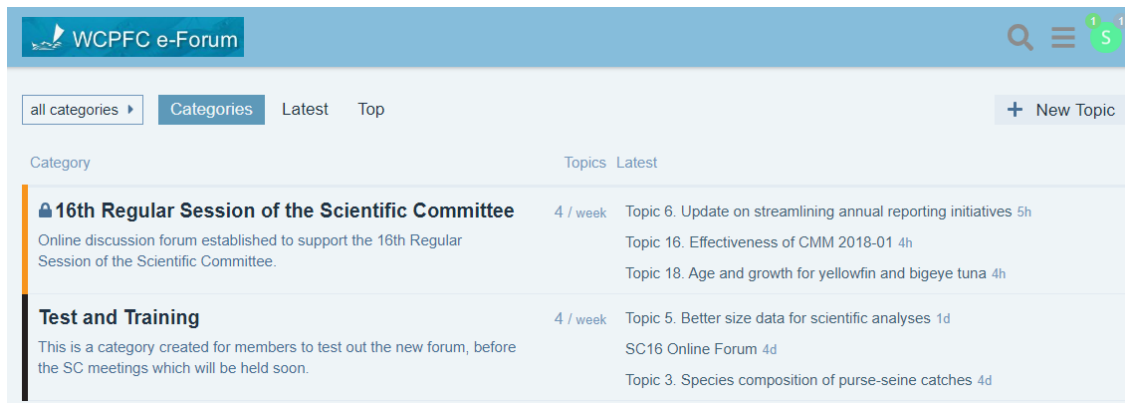 WCPFC e-Forum
1 1
S
all categories Categories Latest Top + New Topic
Category Topics Latest
16th Regular Session of the Scientific Committee 4 / week Topic 6. Update on streamlining annual reporting initiatives 5h
Online discussion forum established to support the 16th Regular Topic 16. Effectiveness of CMM 2018-01 4h
Session of the Scientific Committee.
Topic 18. Age and growth for yellowfin and bigeye tuna 4h
Test and Training 4 / week Topic 5. Better size data for scientific analyses 1d
This is a category created for members to test out the new forum, before SC16 Online Forum 4d
the SC meetings which will be held soon.
Topic 3. Species composition of purse-seine catches 4d